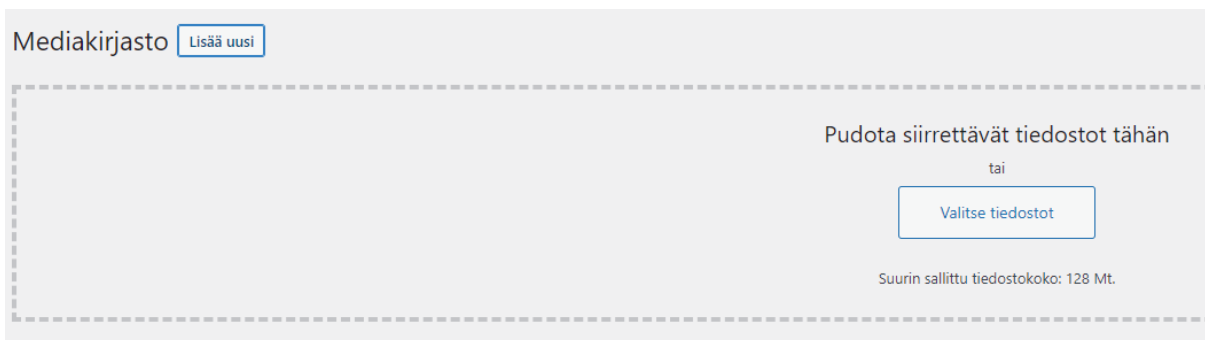 Mediakirjasto Lisää uusi
Pudota siirrettävät tiedostot tähän
tai
Valitse tiedostot
Suurin sallittu tiedostokoko: 128 Mt.